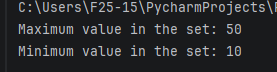 C:\Users\F25-15\PycharmProjects\
Maximum value in the set: 50
Minimum value in the set: 10